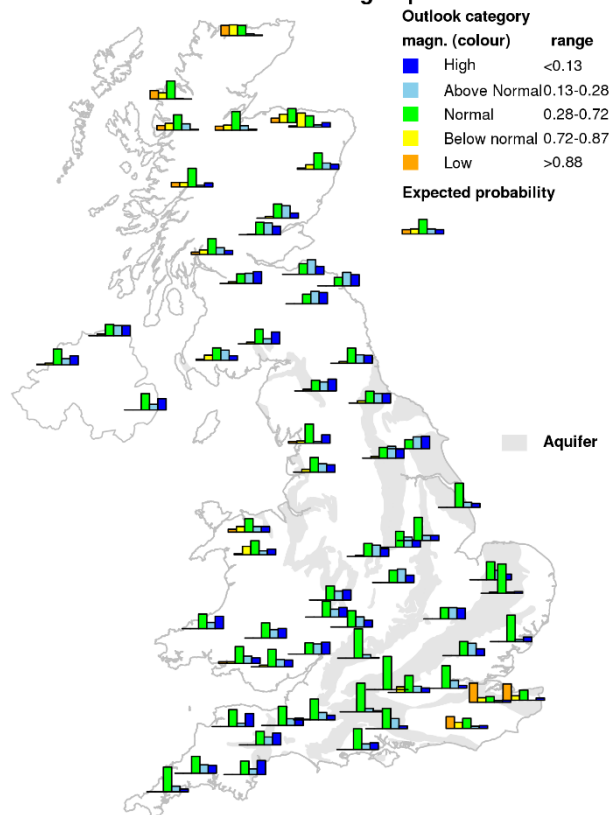 Outlook category
magn. (colour) range
High <0.13
Above Normal 0.13-0.28
Normal 0.28-0.72
Below normal 0.72-0.87
Low >0.88
Expected probability
Aquifer